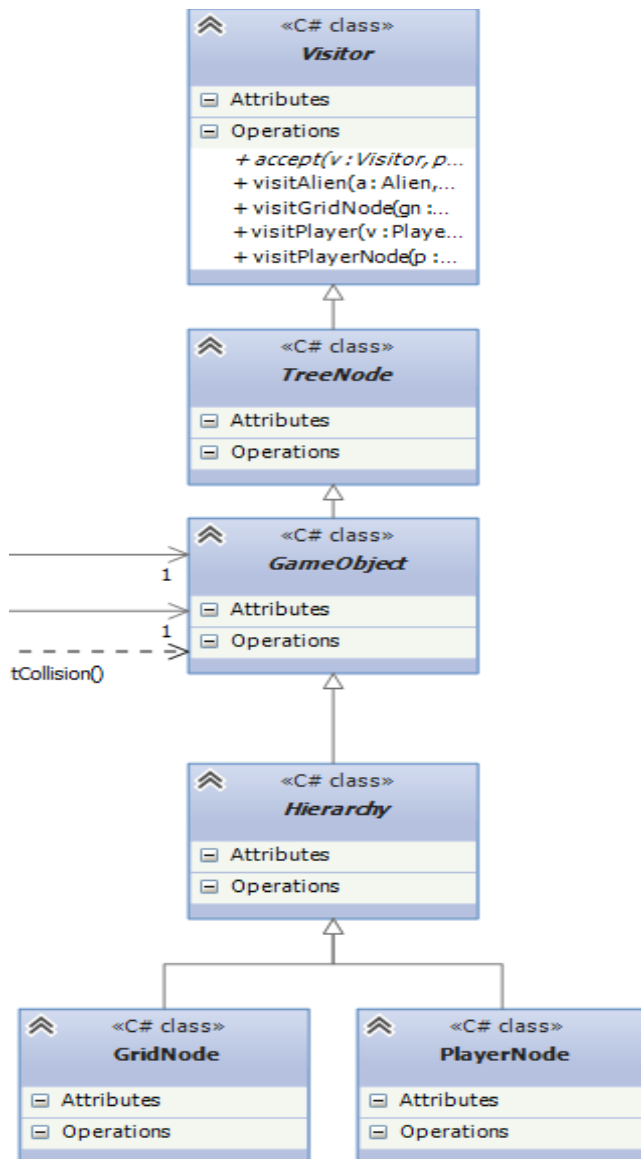 «C# class»
Visitor
Attributes
Operations
+ accept(v : Visitor, p...
+ visitAlien(a : Alien,...
+ visitGridNode(gn :...
+ visitPlayer(v : Playe...
+ visitPlayerNode(p :...
«C# class»
TreeNode
Attributes
Operations
«C# class»
GameObject
1
Attributes
1
Operations
tCollision()
«C# class»
Hierarchy
Attributes
Operations
«C# class»
GridNode
Attributes
Operations
«C# class»
PlayerNode
Attributes
Operations